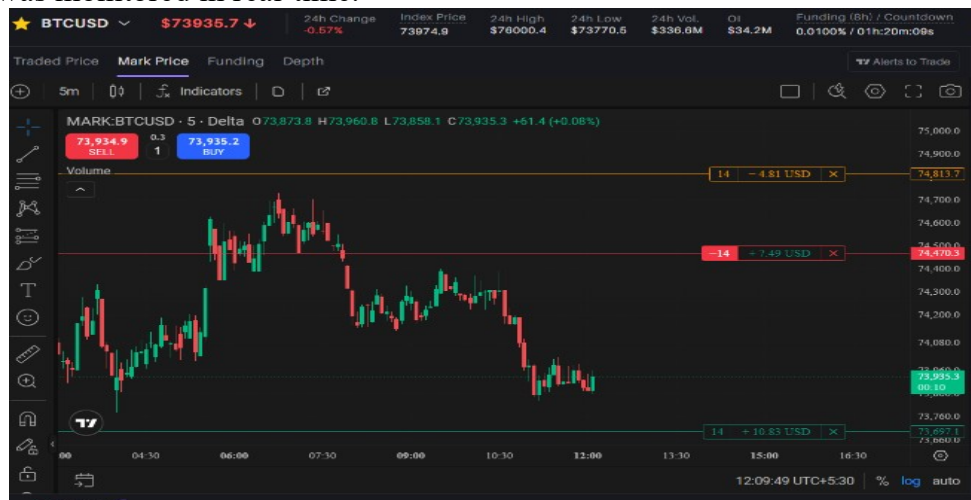 BTCUSD $73935.7 24h Change -0.57% Index Price 73974.9 24h High $76000.4 24h Low $73770.5 24h Vol. $336.6M OI $34.2M Funding (8h) / Countdown 0.0100% / 01h:20m:09s
Traded Price Mark Price Funding Depth Alerts to Trade
5m Indicators
MARK:BTCUSD · 5 · Delta O73,873.8 H73,960.8 L73,858.1 C73,935.3 +61.4 (+0.08%)
75,000.0
73,934.9 SELL 0.3 1 73,935.2 BUY
74,900.0
Volume
14 -4.81 USD × 74,813.7
74,700.0
74,600.0
-14 +7.49 USD × 74,470.3
74,400.0
74,300.0
74,200.0
74,080.0
73,935.3
00:10
73,760.0
14 +10.83 USD × 73,697.1
00 04:30 06:00 07:30 09:00 10:30 12:00 13:30 15:00 16:30
12:09:49 UTC+5:30 % log auto